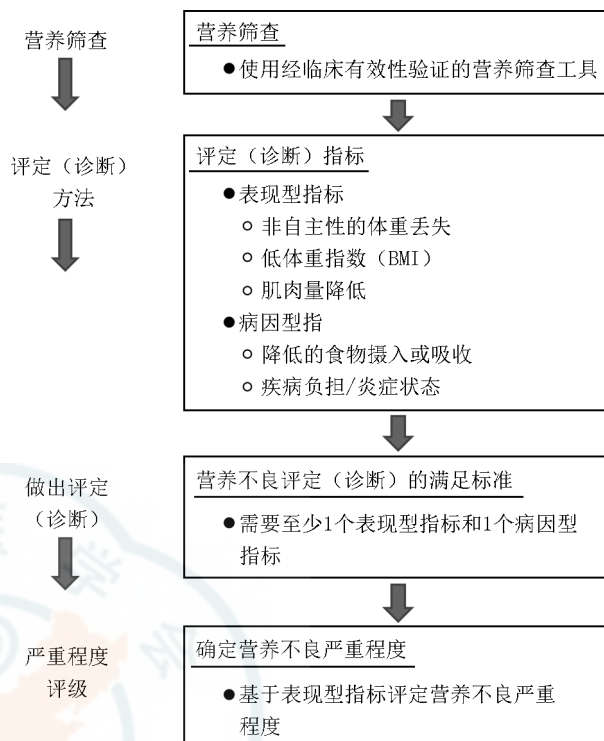 营养筛查
营养筛查
●使用经临床有效性验证的营养筛查工具
评定（诊断）
方法
评定（诊断）指标
●表现型指标
○ 非自主性的体重丢失
○ 低体重指数（BMI）
○ 肌肉量降低
●病因型指
○ 降低的食物摄入或吸收
○ 疾病负担/炎症状态
做出评定
（诊断）
营养不良评定（诊断）的满足标准
●需要至少1个表现型指标和1个病因型
指标
严重程度
评级
确定营养不良严重程度
●基于表现型指标评定营养不良严重
程度
学
会